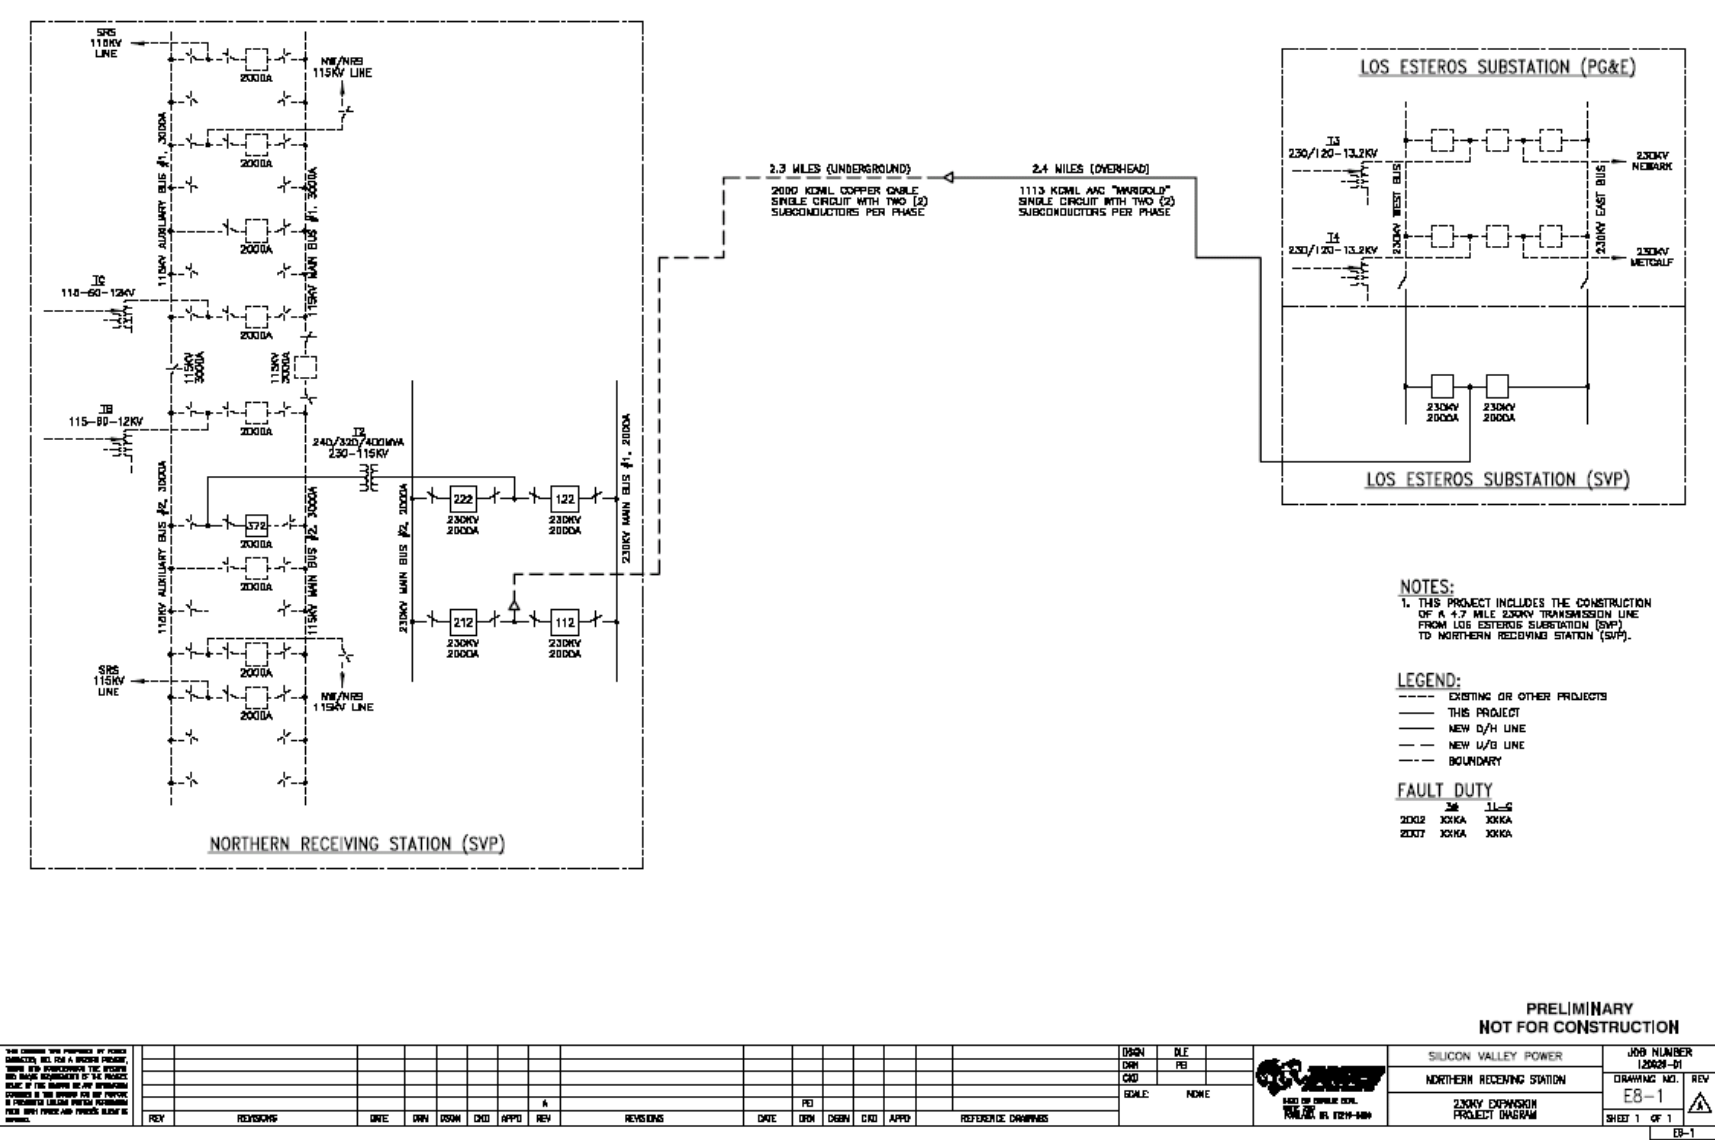 SRS
115KV
LINE
NW/NRS
115KV LINE
2000A
2000A
2000A
2000A
115KV AUXILIARY BUS #1, 3000A
115KV MAIN BUS #1, 3000A
115-60-12KV
115KV
3000A
115KV
3000A
T8
115-60-12KV
2000A
T2
240/320/400MVA
230-115KV
372
2000A
2000A
115KV AUXILIARY BUS #2, 3000A
115KV MAIN BUS #2, 3000A
2000A
SRS
115KV
LINE
2000A
NW/NRS
115KV LINE
230KV MAIN BUS #2, 2000A
230KV MAIN BUS #1, 2000A
222
230KV
2000A
122
230KV
2000A
212
230KV
2000A
112
230KV
2000A
NORTHERN RECEIVING STATION (SVP)
2.3 MILES (UNDERGROUND)
2000 KCMIL COPPER CABLE
SINGLE CIRCUIT WITH TWO (2)
SUBCONDUCTORS PER PHASE
2.4 MILES (OVERHEAD)
1113 KCMIL AAC "MARIGOLD"
SINGLE CIRCUIT WITH TWO (2)
SUBCONDUCTORS PER PHASE
LOS ESTEROS SUBSTATION (PG&E)
T3
230/120-13.2KV
T4
230/120-13.2KV
230KV WEST BUS
230KV EAST BUS
230KV
NEWARK
230KV
METCALF
230KV
2000A
230KV
2000A
LOS ESTEROS SUBSTATION (SVP)
NOTES:
1. THIS PROJECT INCLUDES THE CONSTRUCTION
OF A 4.7 MILE 230KV TRANSMISSION LINE
FROM LOS ESTEROS SUBSTATION (SVP)
TO NORTHERN RECEIVING STATION (SVP).
LEGEND:
EXISTING OR OTHER PROJECTS
THIS PROJECT
NEW O/H LINE
NEW U/G LINE
BOUNDARY
FAULT DUTY
3ø 1L-G
2002 XXKA XXKA
2007 XXKA XXKA
PRELIMINARY
NOT FOR CONSTRUCTION
REV REVISIONS DATE DRN DSGN CKD APPD REV REVISIONS DATE DRN DSGN CKD APPD REFERENCE DRAWINGS
A PEI
DSGN DLE
DRN PEI
CKD
SCALE: NONE
SILICON VALLEY POWER
NORTHERN RECEIVING STATION
230KV EXPANSION
PROJECT DIAGRAM
JOB NUMBER
DRAWING NO. REV
E8-1 A
SHEET 1 OF 1
E8-1